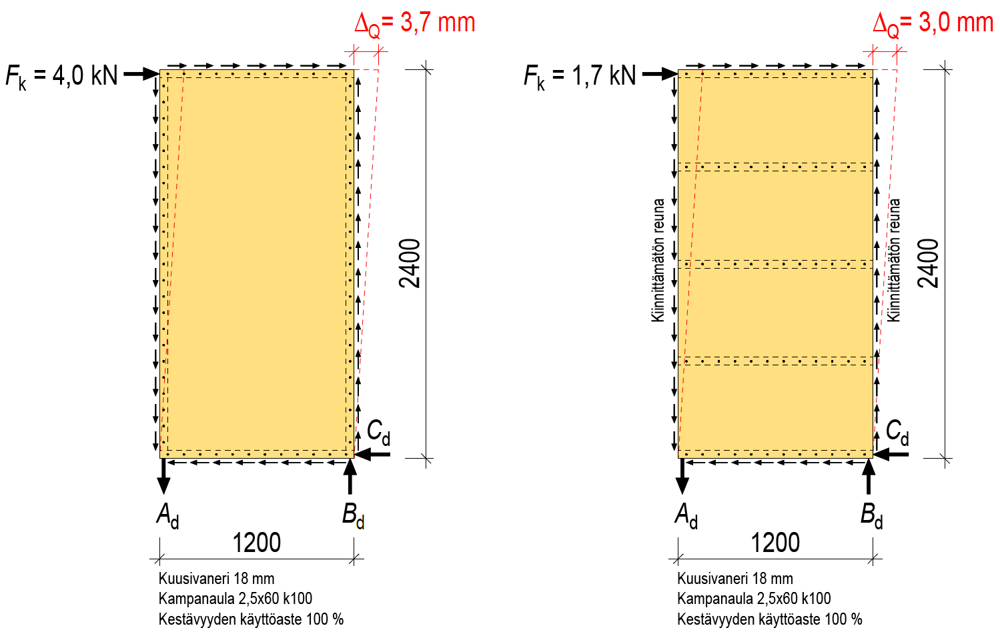 ΔQ= 3,7 mm
Fk = 4,0 kN
2400
Cd
Ad
Bd
1200
Kuusivaneri 18 mm
Kampanaula 2,5x60 k100
Kestävyyden käyttöaste 100 %
ΔQ= 3,0 mm
Fk = 1,7 kN
Kiinnittämätön reuna
Kiinnittämätön reuna
2400
Cd
Ad
Bd
1200
Kuusivaneri 18 mm
Kampanaula 2,5x60 k100
Kestävyyden käyttöaste 100 %